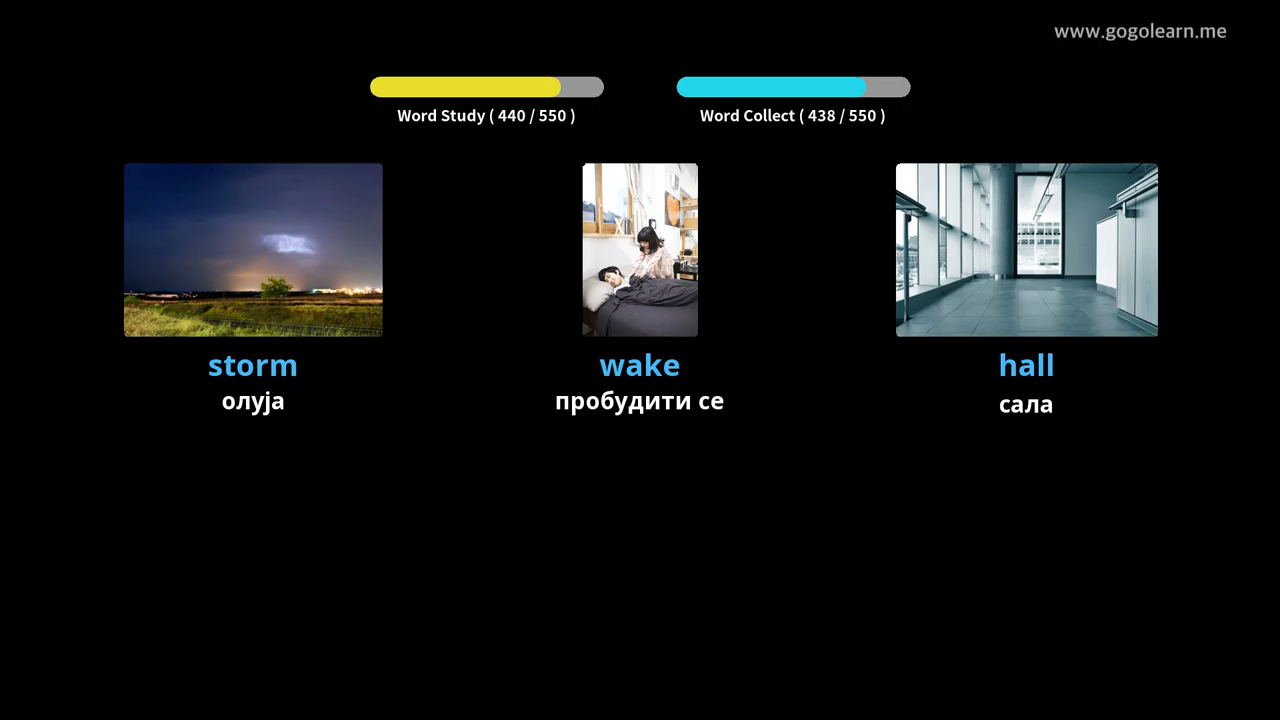 www.gogolearn.me
Word Study ( 440 / 550 )
Word Collect ( 438 / 550 )
storm
wake
hall
олуја
пробудити се
сала